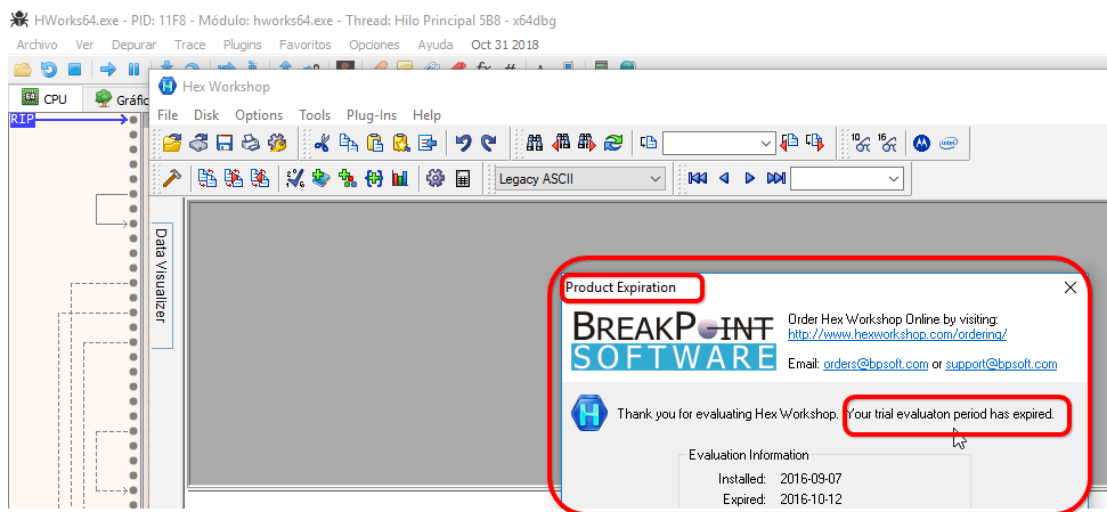 HWorks64.exe - PID: 11F8 - Módulo: hworks64.exe - Thread: Hilo Principal 5B8 - x64dbg
Archivo Ver Depurar Trace Plugins Favoritos Opciones Ayuda Oct 31 2018
CPU
Gráfic
Hex Workshop
RIP
File Disk Options Tools Plug-Ins Help
Legacy ASCII
Data Visualizer
Product Expiration
BREAKPOINT
SOFTWARE
Order Hex Workshop Online by visiting:
http://www.hexworkshop.com/ordering/
Email: orders@bpsoft.com or support@bpsoft.com
Thank you for evaluating Hex Workshop. Your trial evaluaton period has expired.
Evaluation Information
Installed: 2016-09-07
Expired: 2016-10-12